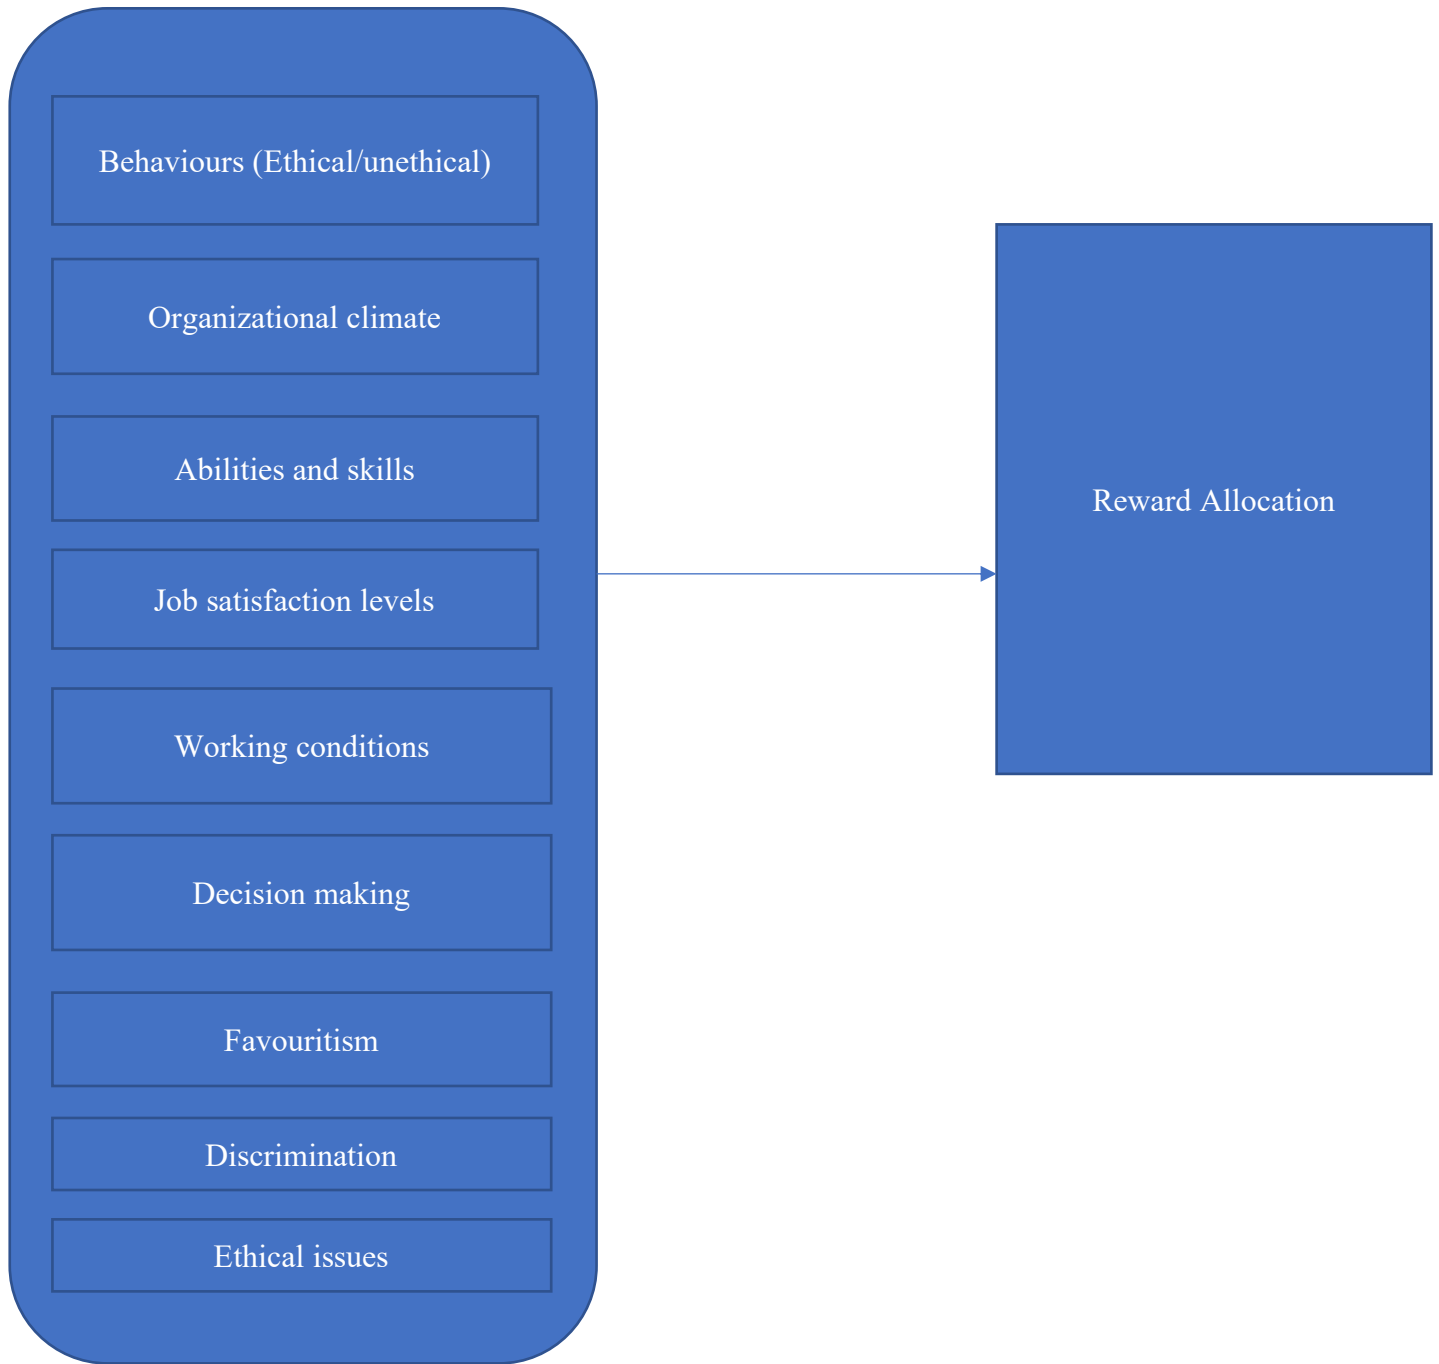 Behaviours (Ethical/unethical)
Organizational climate
Abilities and skills
Job satisfaction levels
Working conditions
Decision making
Favouritism
Discrimination
Ethical issues
Reward Allocation